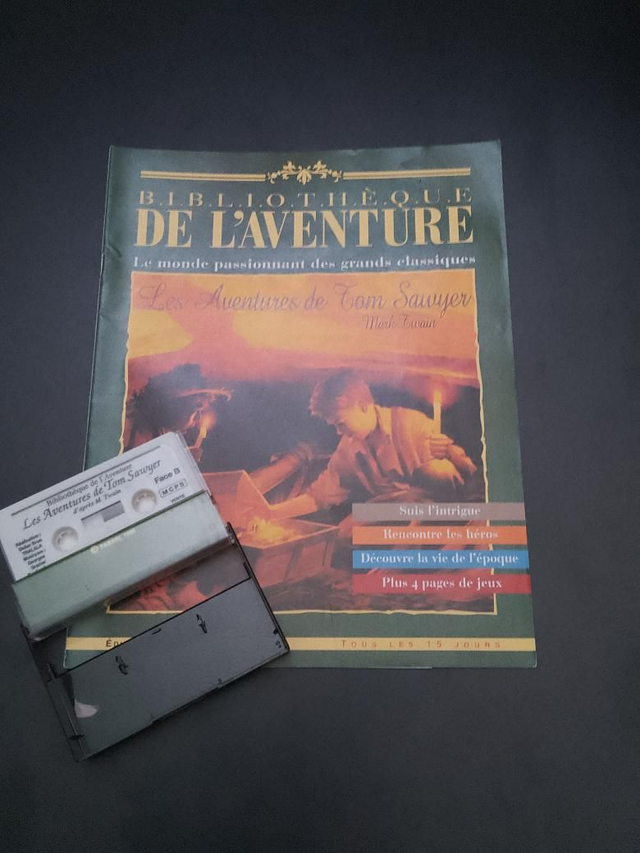 B.I.B.L.I.O.T.H.È.Q.U.E
DE L'AVENTURE
Le monde passionnant des grands classiques
Les Aventures de Tom Sawyer
Mark Twain
Suis l'intrigue
Rencontre les héros
Découvre la vie de l'époque
Plus 4 pages de jeux
TOUS LES 15 JOURS
Bibliothèque de l'Aventure
Les Aventures de Tom Sawyer
d'après M. Twain
Face B
MCPS
Réalisation :